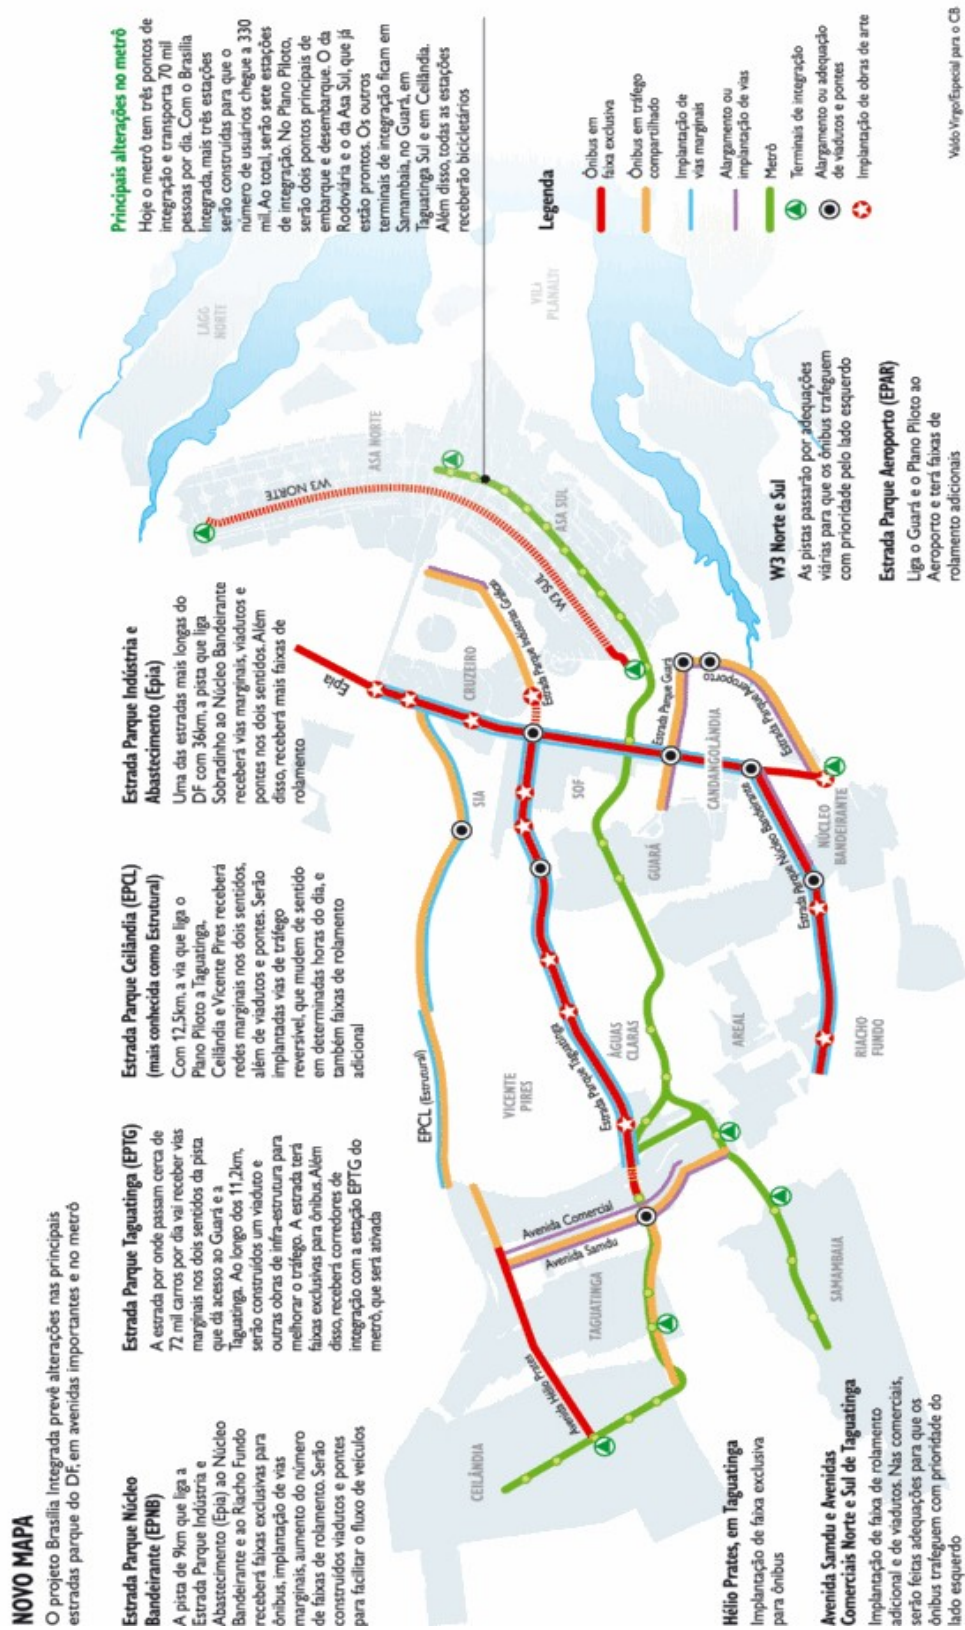 NOVO MAPA
O projeto Brasília Integrada prevê alterações nas principais
estradas parque do DF, em avenidas importantes e no metrô
Estrada Parque Núcleo
Bandeirante (EPNB)
A pista de 9km que liga a
Estrada Parque Indústria e
Abastecimento (Epia) ao Núcleo
Bandeirante e ao Riacho Fundo
receberá faixas exclusivas para
ônibus, implantação de vias
marginais, aumento do número
de faixas de rolamento. Serão
construídos viadutos e pontes
para facilitar o fluxo de veículos
Estrada Parque Taguatinga (EPTG)
A estrada por onde passam cerca de
72 mil carros por dia vai receber vias
marginais nos dois sentidos da pista
que dá acesso ao Guará e a
Taguatinga. Ao longo dos 11,2km,
serão construídos um viaduto e
outras obras de infra-estrutura para
melhorar o tráfego. A estrada terá
faixas exclusivas para ônibus. Além
disso, receberá corredores de
integração com a estação EPTG do
metrô, que será ativada
Estrada Parque Ceilândia (EPCL)
(mais conhecida como Estrutural)
Com 12,5km, a via que liga o
Plano Piloto a Taguatinga,
Ceilândia e Vicente Pires receberá
redes marginais nos dois sentidos,
além de viadutos e pontes. Serão
implantadas vias de tráfego
reversível, que mudem de sentido
em determinadas horas do dia, e
também faixas de rolamento
adicional
Estrada Parque Indústria e
Abastecimento (Epia)
Uma das estradas mais longas do
DF com 36km, a pista que liga
Sobradinho ao Núcleo Bandeirante
receberá vias marginais, viadutos e
pontes nos dois sentidos. Além
disso, receberá mais faixas de
rolamento
Principais alterações no metrô
Hoje o metrô tem três pontos de
integração e transporta 70 mil
pessoas por dia. Com o Brasília
Integrada, mais três estações
serão construídas para que o
número de usuários chegue a 330
mil. Ao total, serão sete estações
de integração. No Plano Piloto,
serão dois pontos principais de
embarque e desembarque. O da
Rodoviária e o da Asa Sul, que já
estão prontos. Os outros
terminais de integração ficam em
Samambaia, no Guará, em
Taguatinga Sul e em Ceilândia.
Além disso, todas as estações
receberão bicicletários
LAGO
NORTE
ASA NORTE
W3 NORTE
VILA
PLANALTO
ASA SUL
W3 SUL
Epia
CRUZEIRO
Estrada Parque Indústrias Gráficas
SIA
SOF
Estrada Parque Guará
GUARÁ
CANDANGOLÂNDIA
Estrada Parque Aeroporto
NÚCLEO
BANDEIRANTE
Estrada Parque Núcleo Bandeirante
EPCL (Estrutural)
VICENTE
PIRES
Estrada Parque Taguatinga
ÁGUAS
CLARAS
AREAL
RIACHO
FUNDO
Avenida Comercial
Avenida Samdu
TAGUATINGA
Avenida Hélio Prates
CEILÂNDIA
SAMAMBAIA
Hélio Prates, em Taguatinga
Implantação de faixa exclusiva
para ônibus
Avenida Samdu e Avenidas
Comerciais Norte e Sul de Taguatinga
Implantação de faixa de rolamento
adicional e de viadutos. Nas comerciais,
serão feitas adequações para que os
ônibus trafeguem com prioridade do
lado esquerdo
W3 Norte e Sul
As pistas passarão por adequações
viárias para que os ônibus trafeguem
com prioridade pelo lado esquerdo
Estrada Parque Aeroporto (EPAR)
Liga o Guará e o Plano Piloto ao
Aeroporto e terá faixas de
rolamento adicionais
Legenda
Ônibus em
faixa exclusiva
Ônibus em tráfego
compartilhado
Implantação de
vias marginais
Alargamento ou
implantação de vias
Metrô
Terminais de integração
Alargamento ou adequação
de viadutos e pontes
Implantação de obras de arte
Valdo Virgo/Especial para o CB